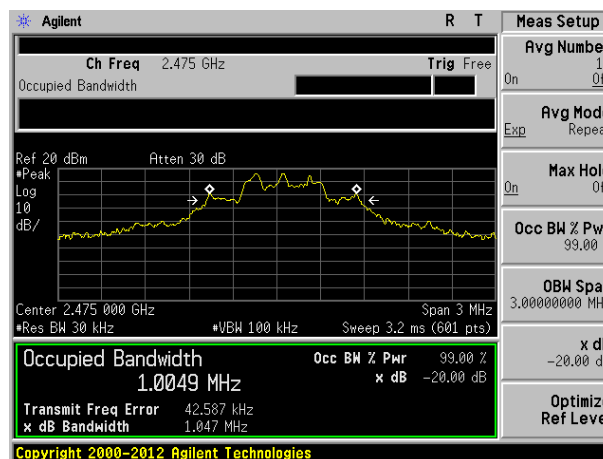 Agilent R T Meas Setup
Ch Freq 2.475 GHz Trig Free
Occupied Bandwidth
Ref 20 dBm Atten 30 dB
#Peak
Log
10
dB/
Center 2.475 000 GHz Span 3 MHz
#Res BW 30 kHz #VBW 100 kHz Sweep 3.2 ms (601 pts)
Occupied Bandwidth Occ BW % Pwr 99.00 %
1.0049 MHz x dB -20.00 dB
Transmit Freq Error 42.587 kHz
x dB Bandwidth 1.047 MHz
Copyright 2000-2012 Agilent Technologies
Avg Numbe
1
On O
Avg Mod
Exp Repea
Max Hol
On O
Occ BW % Pw
99.00
OBW Spa
3.00000000 MH
x d
-20.00 d
Optimiz
Ref Leve